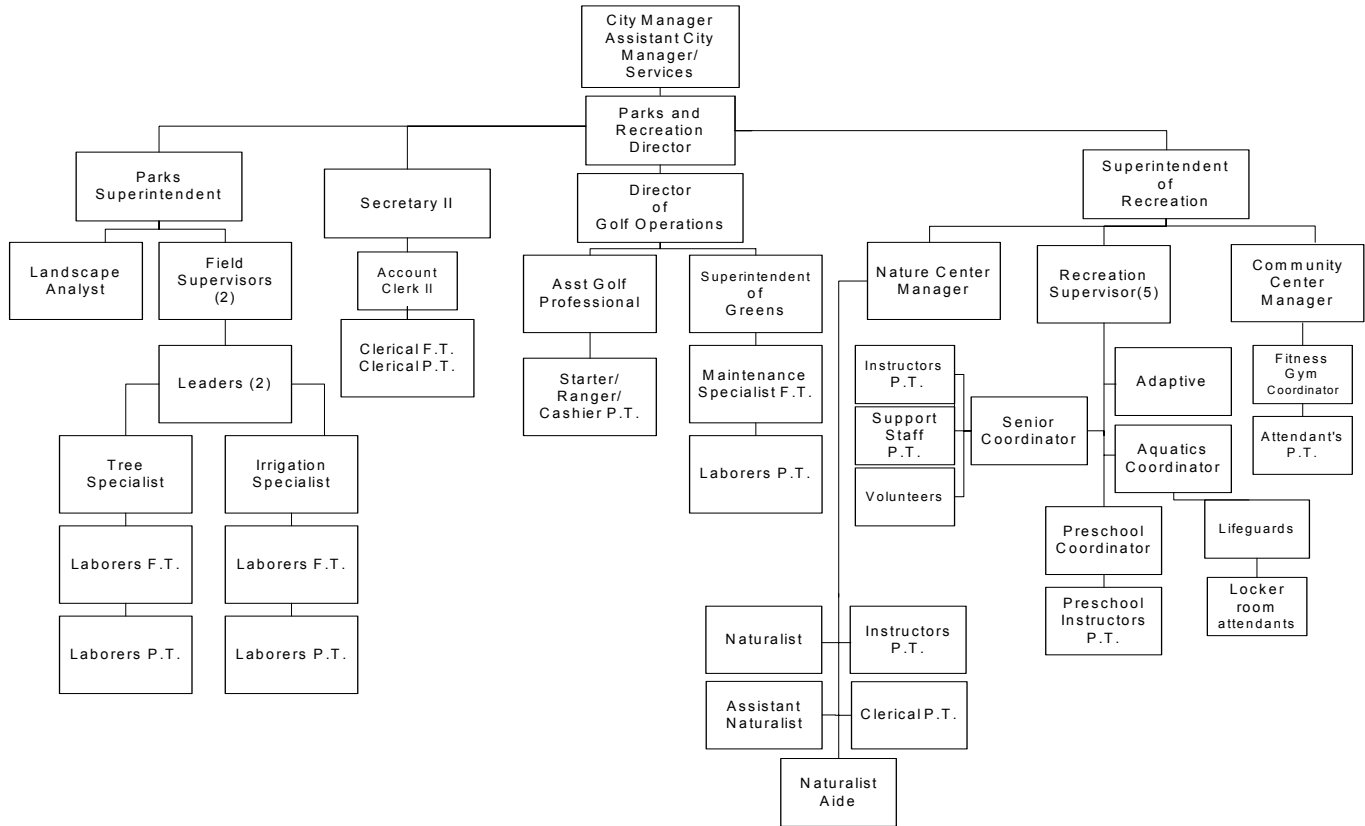 City Manager
Assistant City
Manager/
Services
Parks and
Recreation
Director
Parks
Superintendent
Secretary II
Director
of
Golf Operations
Superintendent
of
Recreation
Landscape
Analyst
Field
Supervisors
(2)
Account
Clerk II
Asst Golf
Professional
Superintendent
of
Greens
Nature Center
Manager
Recreation
Supervisor(5)
Community
Center
Manager
Leaders (2)
Clerical F.T.
Clerical P.T.
Starter/
Ranger/
Cashier P.T.
Maintenance
Specialist F.T.
Instructors
P.T.
Support
Staff
P.T.
Volunteers
Senior
Coordinator
Adaptive
Aquatics
Coordinator
Fitness
Gym
Coordinator
Attendant's
P.T.
Tree
Specialist
Irrigation
Specialist
Laborers P.T.
Laborers F.T.
Laborers F.T.
Preschool
Coordinator
Lifeguards
Laborers P.T.
Laborers P.T.
Preschool
Instructors
P.T.
Locker
room
attendants
Naturalist
Instructors
P.T.
Assistant
Naturalist
Clerical P.T.
Naturalist
Aide